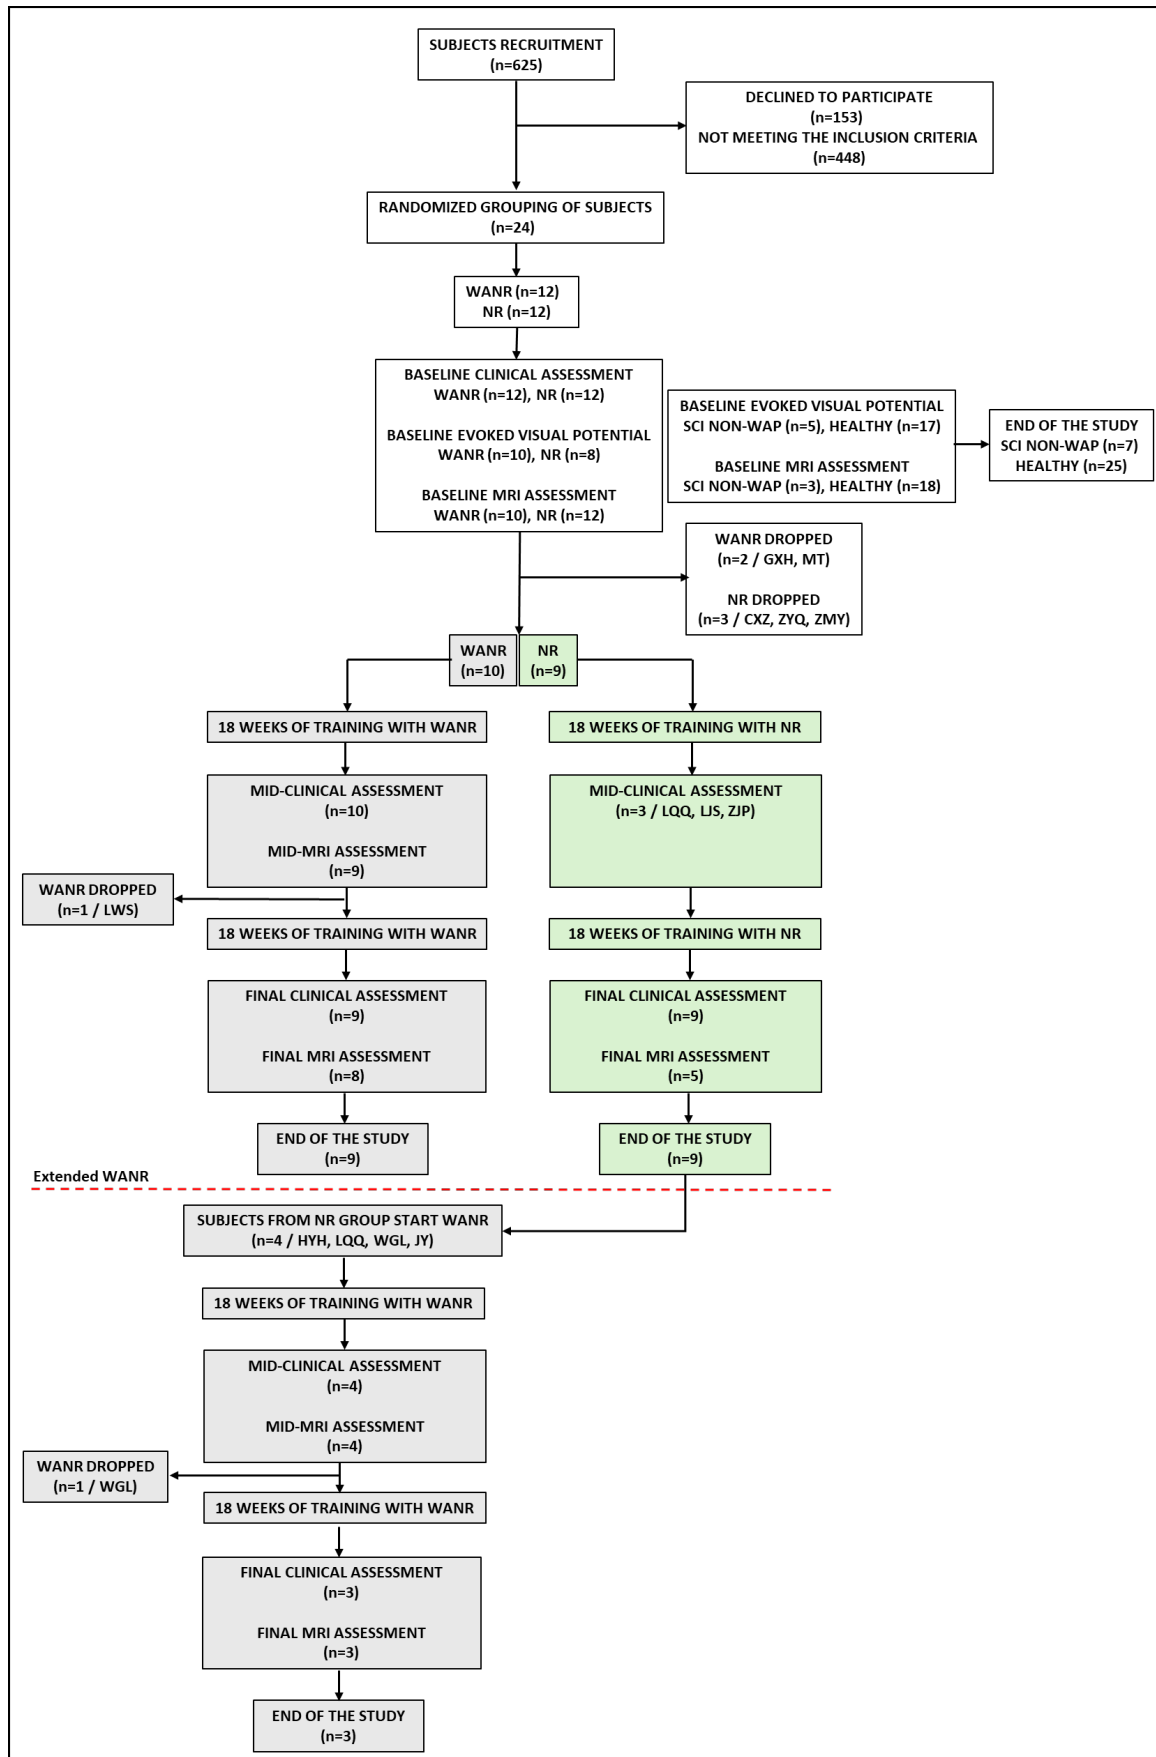 SUBJECTS RECRUITMENT
(n=625)
DECLINED TO PARTICIPATE
(n=153)
NOT MEETING THE INCLUSION CRITERIA
(n=448)
RANDOMIZED GROUPING OF SUBJECTS
(n=24)
WANR (n=12)
NR (n=12)
BASELINE CLINICAL ASSESSMENT
WANR (n=12), NR (n=12)
BASELINE EVOKED VISUAL POTENTIAL
WANR (n=10), NR (n=8)
BASELINE MRI ASSESSMENT
WANR (n=10), NR (n=12)
BASELINE EVOKED VISUAL POTENTIAL
SCI NON-WAP (n=5), HEALTHY (n=17)
BASELINE MRI ASSESSMENT
SCI NON-WAP (n=3), HEALTHY (n=18)
END OF THE STUDY
SCI NON-WAP (n=7)
HEALTHY (n=25)
WANR DROPPED
(n=2 / GXH, MT)
NR DROPPED
(n=3 / CXZ, ZYQ, ZMY)
WANR
(n=10)
NR
(n=9)
18 WEEKS OF TRAINING WITH WANR
18 WEEKS OF TRAINING WITH NR
MID-CLINICAL ASSESSMENT
(n=10)
MID-MRI ASSESSMENT
(n=9)
MID-CLINICAL ASSESSMENT
(n=3 / LQQ, LJS, ZJP)
WANR DROPPED
(n=1 / LWS)
18 WEEKS OF TRAINING WITH WANR
18 WEEKS OF TRAINING WITH NR
FINAL CLINICAL ASSESSMENT
(n=9)
FINAL MRI ASSESSMENT
(n=8)
FINAL CLINICAL ASSESSMENT
(n=9)
FINAL MRI ASSESSMENT
(n=5)
END OF THE STUDY
(n=9)
END OF THE STUDY
(n=9)
Extended WANR
SUBJECTS FROM NR GROUP START WANR
(n=4 / HYH, LQQ, WGL, JY)
18 WEEKS OF TRAINING WITH WANR
MID-CLINICAL ASSESSMENT
(n=4)
MID-MRI ASSESSMENT
(n=4)
WANR DROPPED
(n=1 / WGL)
18 WEEKS OF TRAINING WITH WANR
FINAL CLINICAL ASSESSMENT
(n=3)
FINAL MRI ASSESSMENT
(n=3)
END OF THE STUDY
(n=3)